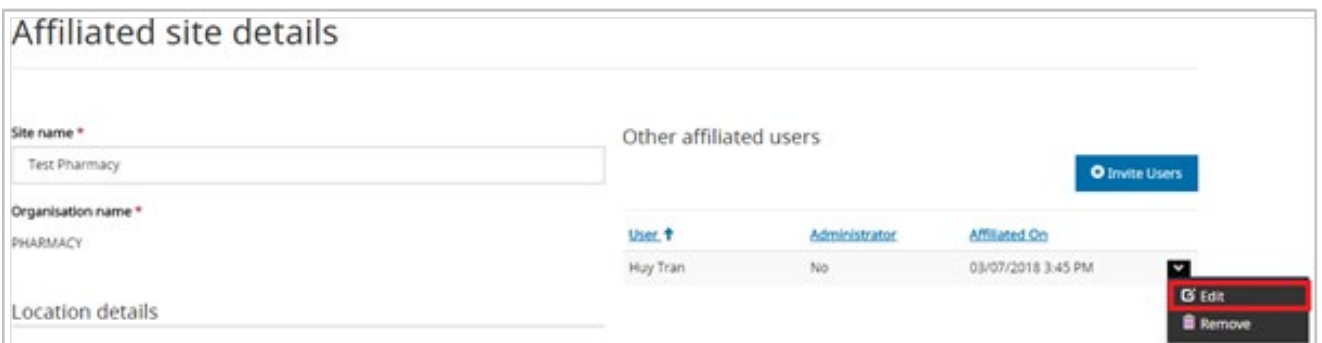 Affiliated site details
Site name *
Test Pharmacy
Organisation name *
PHARMACY
Location details
Other affiliated users
Invite Users
User Administrator Affiliated On
Huy Tran No 03/07/2018 3:45 PM
Edit
Remove